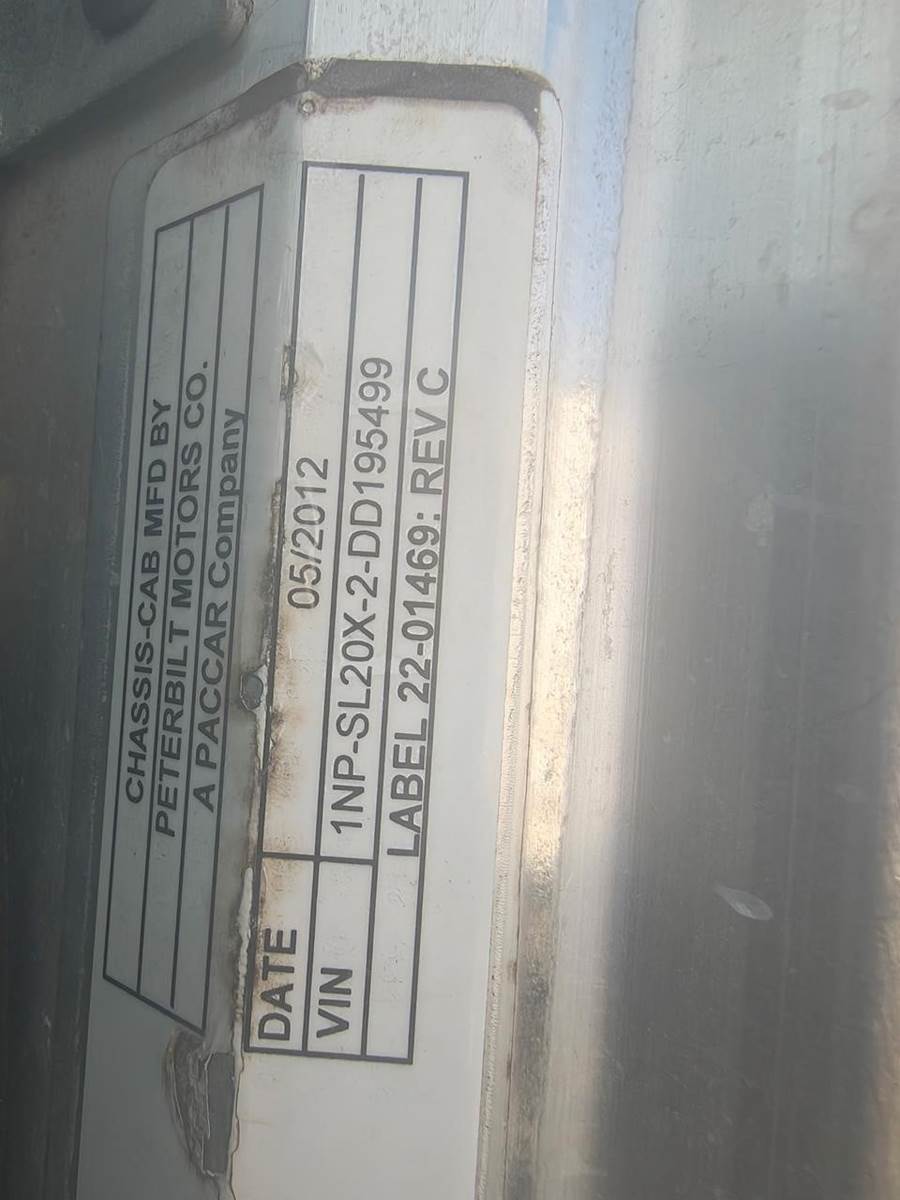 CHASSIS-CAB MFD BY
PETERBILT MOTORS CO.
A PACCAR Company
DATE 05/2012
VIN 1NP-SL20X-2-DD195499
LABEL 22-01469: REV C